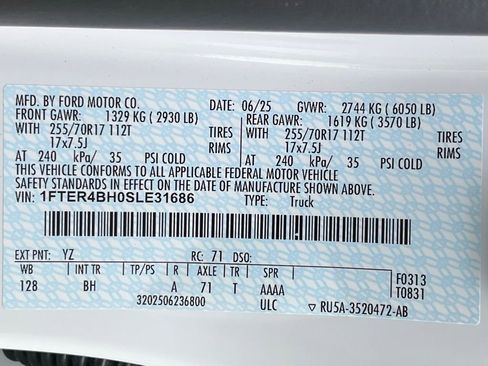 MFD. BY FORD MOTOR CO. DATE: 06/25 GVWR: 2744 KG ( 6050 LB)
FRONT GAWR: 1329 KG ( 2930 LB) REAR GAWR: 1619 KG ( 3570 LB)
WITH 255/70R17 112T TIRES WITH 255/70R17 112T TIRES
17x7.5J RIMS 17x7.5J RIMS
AT 240 kPa/ 35 PSI COLD AT 240 kPa/ 35 PSI COLD
THIS VEHICLE CONFORMS TO ALL APPLICABLE FEDERAL MOTOR VEHICLE
SAFETY STANDARDS IN EFFECT ON THE DATE OF MANUFACTURE SHOWN ABOVE.
VIN: 1FTER4BH0SLE31686 TYPE: Truck
EXT PNT: YZ RC: 71 DSO:
WB INT TR TP/PS R AXLE TR SPR F0313
128 BH A 71 T AAAA T0831
3202506236800 ULC ▽ RU5A-3520472-AB